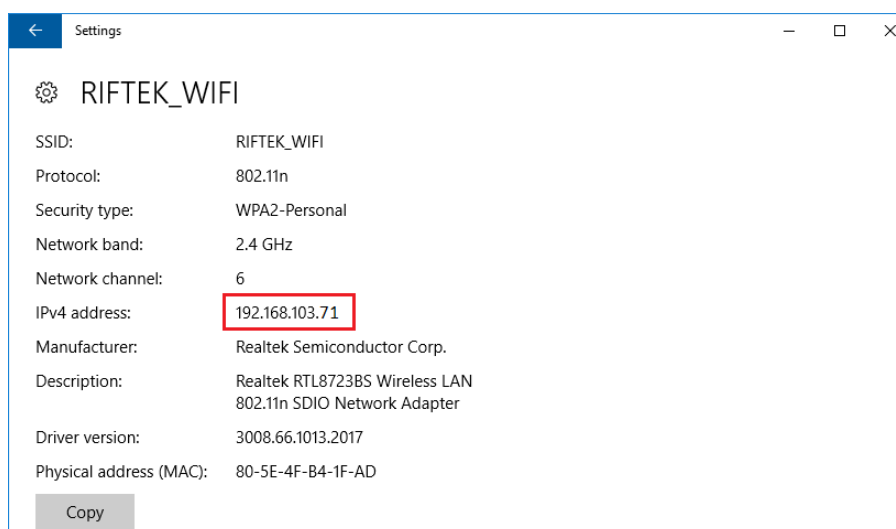 Settings
RIFTEK_WIFI
SSID: RIFTEK_WIFI
Protocol: 802.11n
Security type: WPA2-Personal
Network band: 2.4 GHz
Network channel: 6
IPv4 address: 192.168.103.71
Manufacturer: Realtek Semiconductor Corp.
Description: Realtek RTL8723BS Wireless LAN
802.11n SDIO Network Adapter
Driver version: 3008.66.1013.2017
Physical address (MAC): 80-5E-4F-B4-1F-AD
Copy